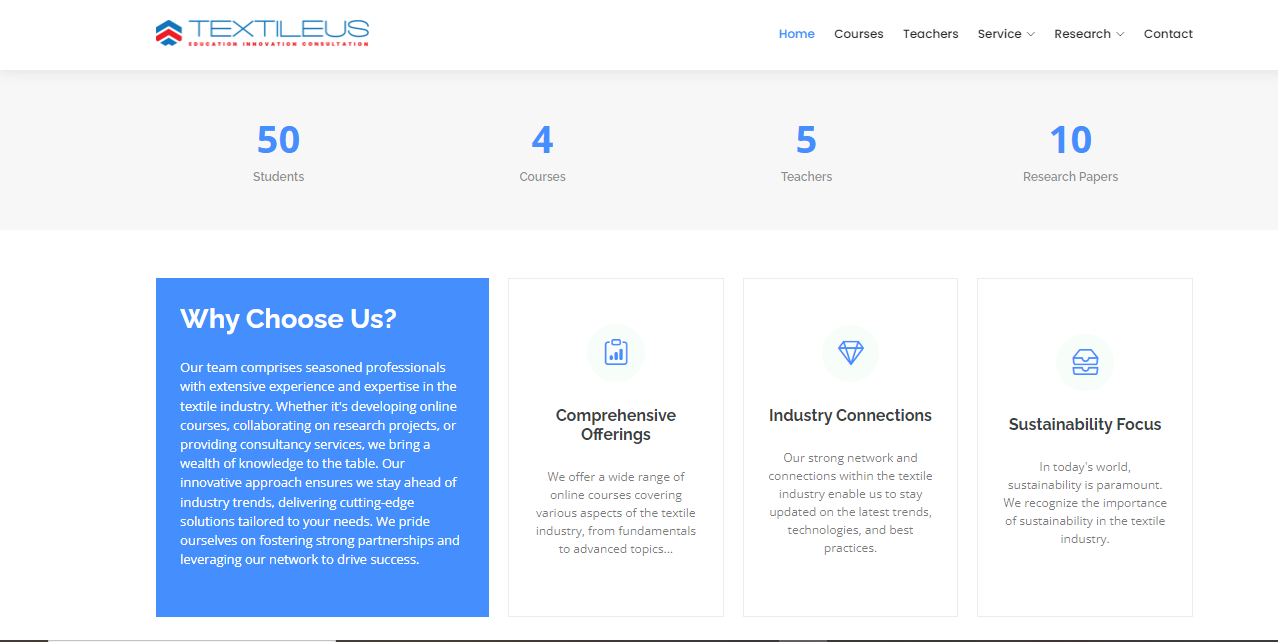 TEXTILEUS
EDUCATION INNOVATION CONSULTATION
Home Courses Teachers Service Research Contact
50 4 5 10
Students Courses Teachers Research Papers
Why Choose Us?
Our team comprises seasoned professionals
with extensive experience and expertise in the
textile industry. Whether it's developing online
courses, collaborating on research projects, or
providing consultancy services, we bring a
wealth of knowledge to the table. Our
innovative approach ensures we stay ahead of
industry trends, delivering cutting-edge
solutions tailored to your needs. We pride
ourselves on fostering strong partnerships and
leveraging our network to drive success.
Comprehensive
Offerings
We offer a wide range of
online courses covering
various aspects of the textile
industry, from fundamentals
to advanced topics...
Industry Connections
Our strong network and
connections within the textile
industry enable us to stay
updated on the latest trends,
technologies, and best
practices.
Sustainability Focus
In today's world,
sustainability is paramount.
We recognize the importance
of sustainability in the textile
industry.